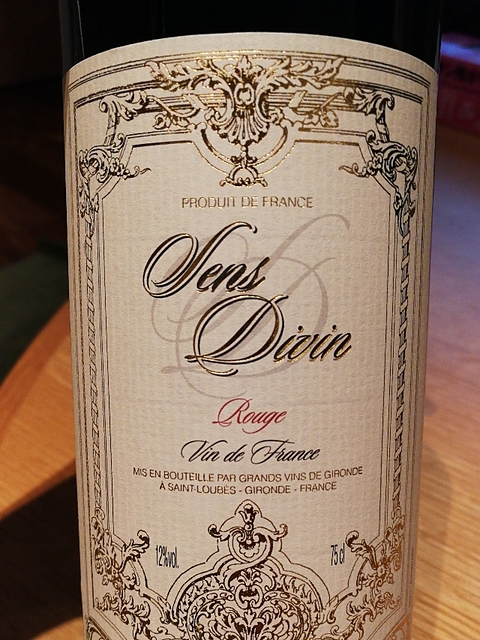 PRODUIT DE FRANCE
Sens
Divin
Rouge
Vin de France
MIS EN BOUTEILLE PAR GRANDS VINS DE GIRONDE
À SAINT-LOUBÈS - GIRONDE - FRANCE
12%vol. 75 cl